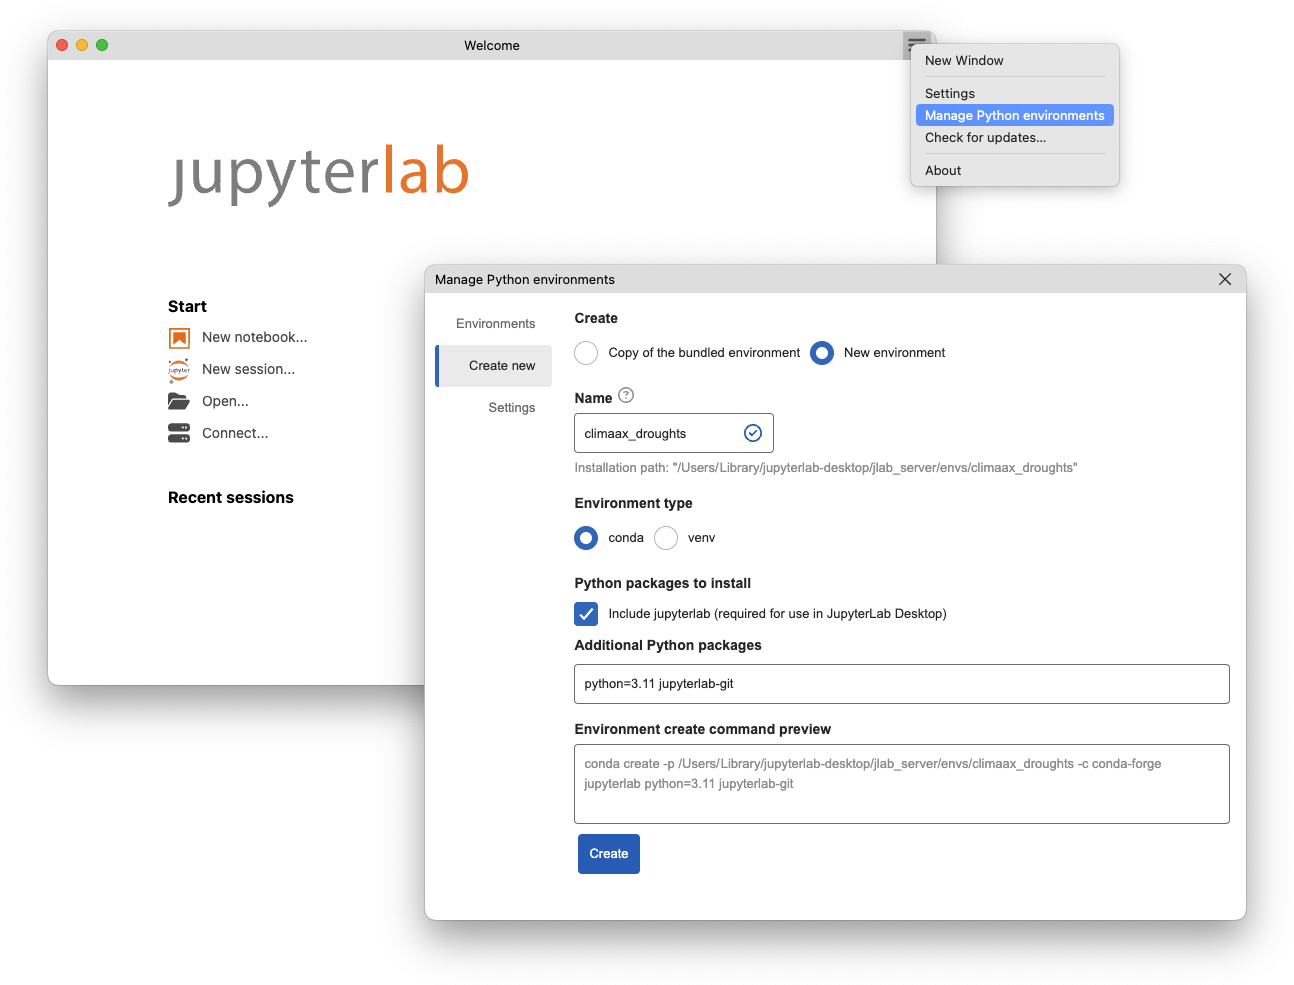 Welcome
New Window
Settings
Manage Python environments
Check for updates...
About
jupyterlab
Start
New notebook...
jupyter
New session...
Open...
Connect...
Recent sessions
Manage Python environments
Environments
Create new
Settings
Create
Copy of the bundled environment
New environment
Name ?
climaax_droughts
Installation path: "/Users/Library/jupyterlab-desktop/jlab_server/envs/climaax_droughts"
Environment type
conda
venv
Python packages to install
Include jupyterlab (required for use in JupyterLab Desktop)
Additional Python packages
python=3.11 jupyterlab-git
Environment create command preview
conda create -p /Users/Library/jupyterlab-desktop/jlab_server/envs/climaax_droughts -c conda-forge
jupyterlab python=3.11 jupyterlab-git
Create